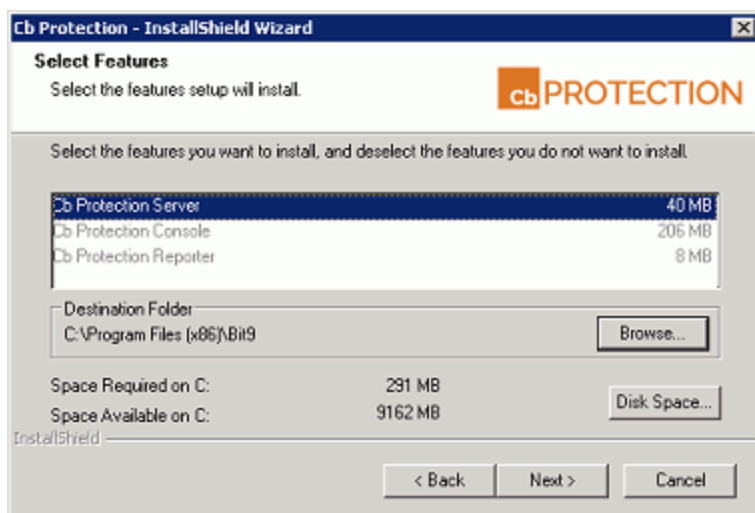 Cb Protection - InstallShield Wizard
Select Features
Select the features setup will install.
Cb PROTECTION
Select the features you want to install, and deselect the features you do not want to install.
Cb Protection Server 40 MB
Cb Protection Console 206 MB
Cb Protection Reporter 8 MB
Destination Folder
C:\Program Files (x86)\Bit9
Browse...
Space Required on C: 291 MB
Space Available on C: 9162 MB
Disk Space...
InstallShield
< Back Next > Cancel